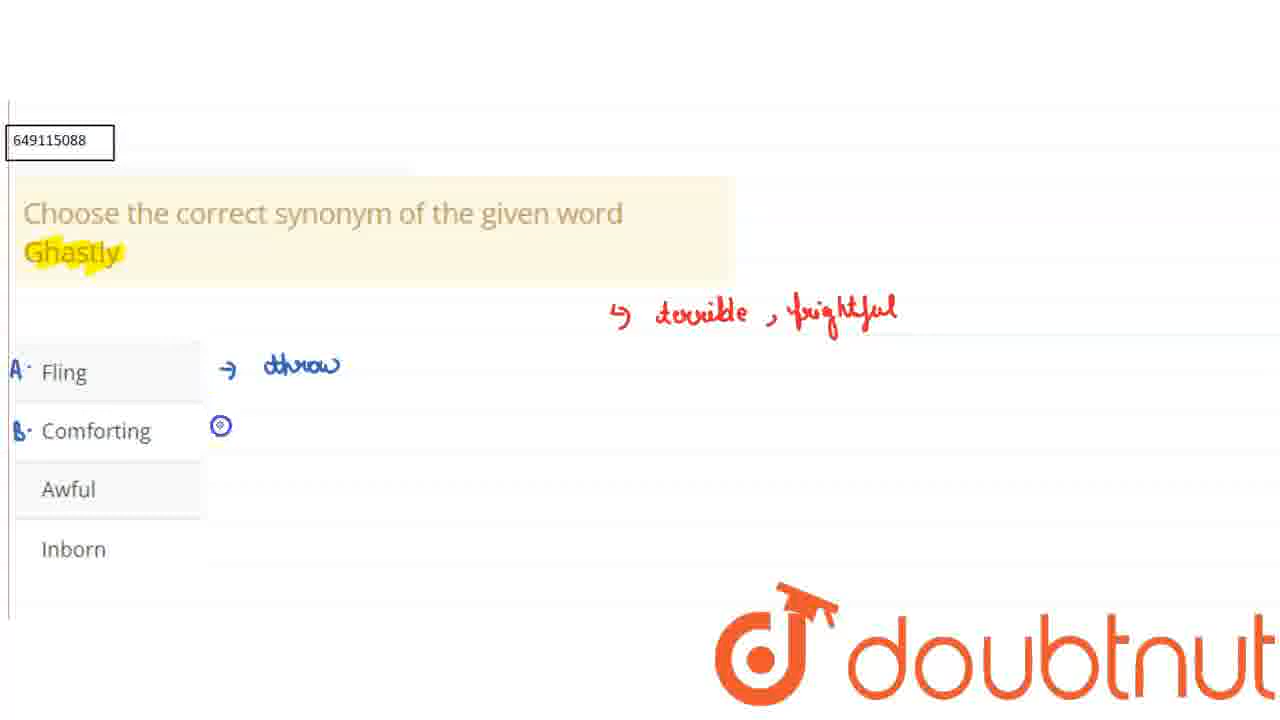 649115088
Choose the correct synonym of the given word
Ghastly
↳ terrible, frightful
A. Fling → throw
B. Comforting
Awful
Inborn
doubtnut